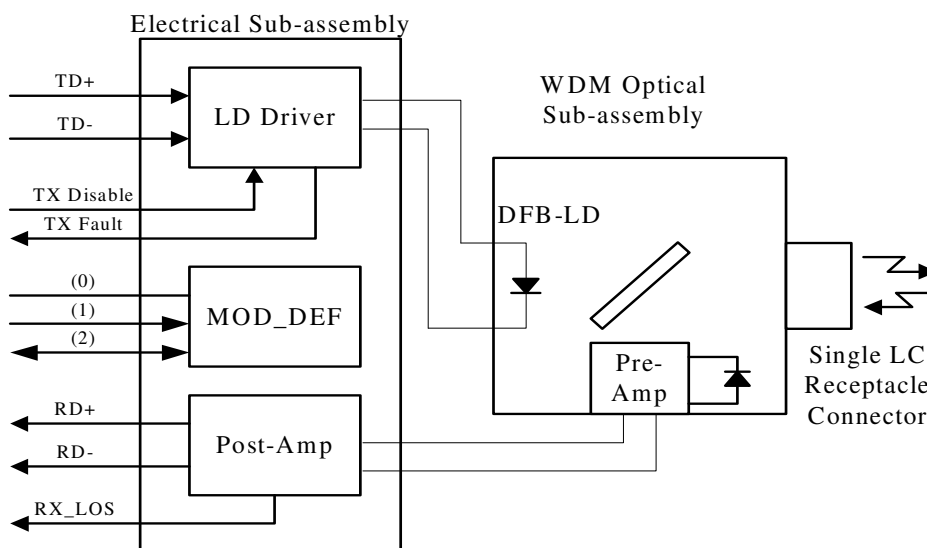 Electrical Sub-assembly
TD+
TD-
LD Driver
TX Disable
TX Fault
(0)
(1)
(2)
MOD_DEF
RD+
RD-
Post-Amp
RX_LOS
WDM Optical
Sub-assembly
DFB-LD
Pre-
Amp
Single LC
Receptacle
Connector